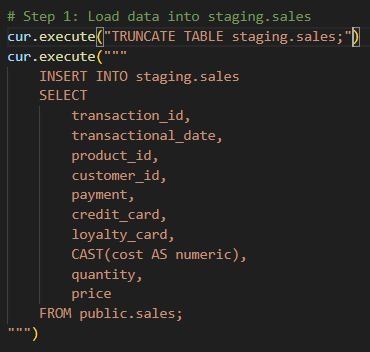 # Step 1: Load data into staging.sales
cur.execute("TRUNCATE TABLE staging.sales;")
cur.execute("""
    INSERT INTO staging.sales
    SELECT
        transaction_id,
        transactional_date,
        product_id,
        customer_id,
        payment,
        credit_card,
        loyalty_card,
        CAST(cost AS numeric),
        quantity,
        price
    FROM public.sales;
""")